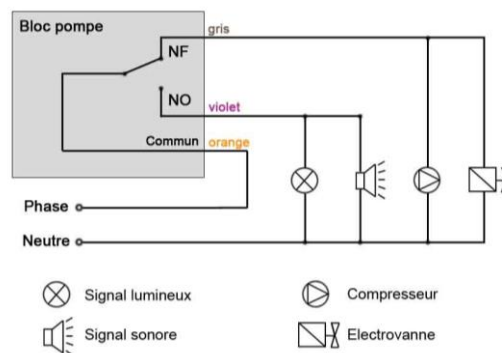 Bloc pompe
gris
NF
NO
violet
Commun orange
Phase
Neutre
Signal lumineux
Compresseur
Signal sonore
Electrovanne